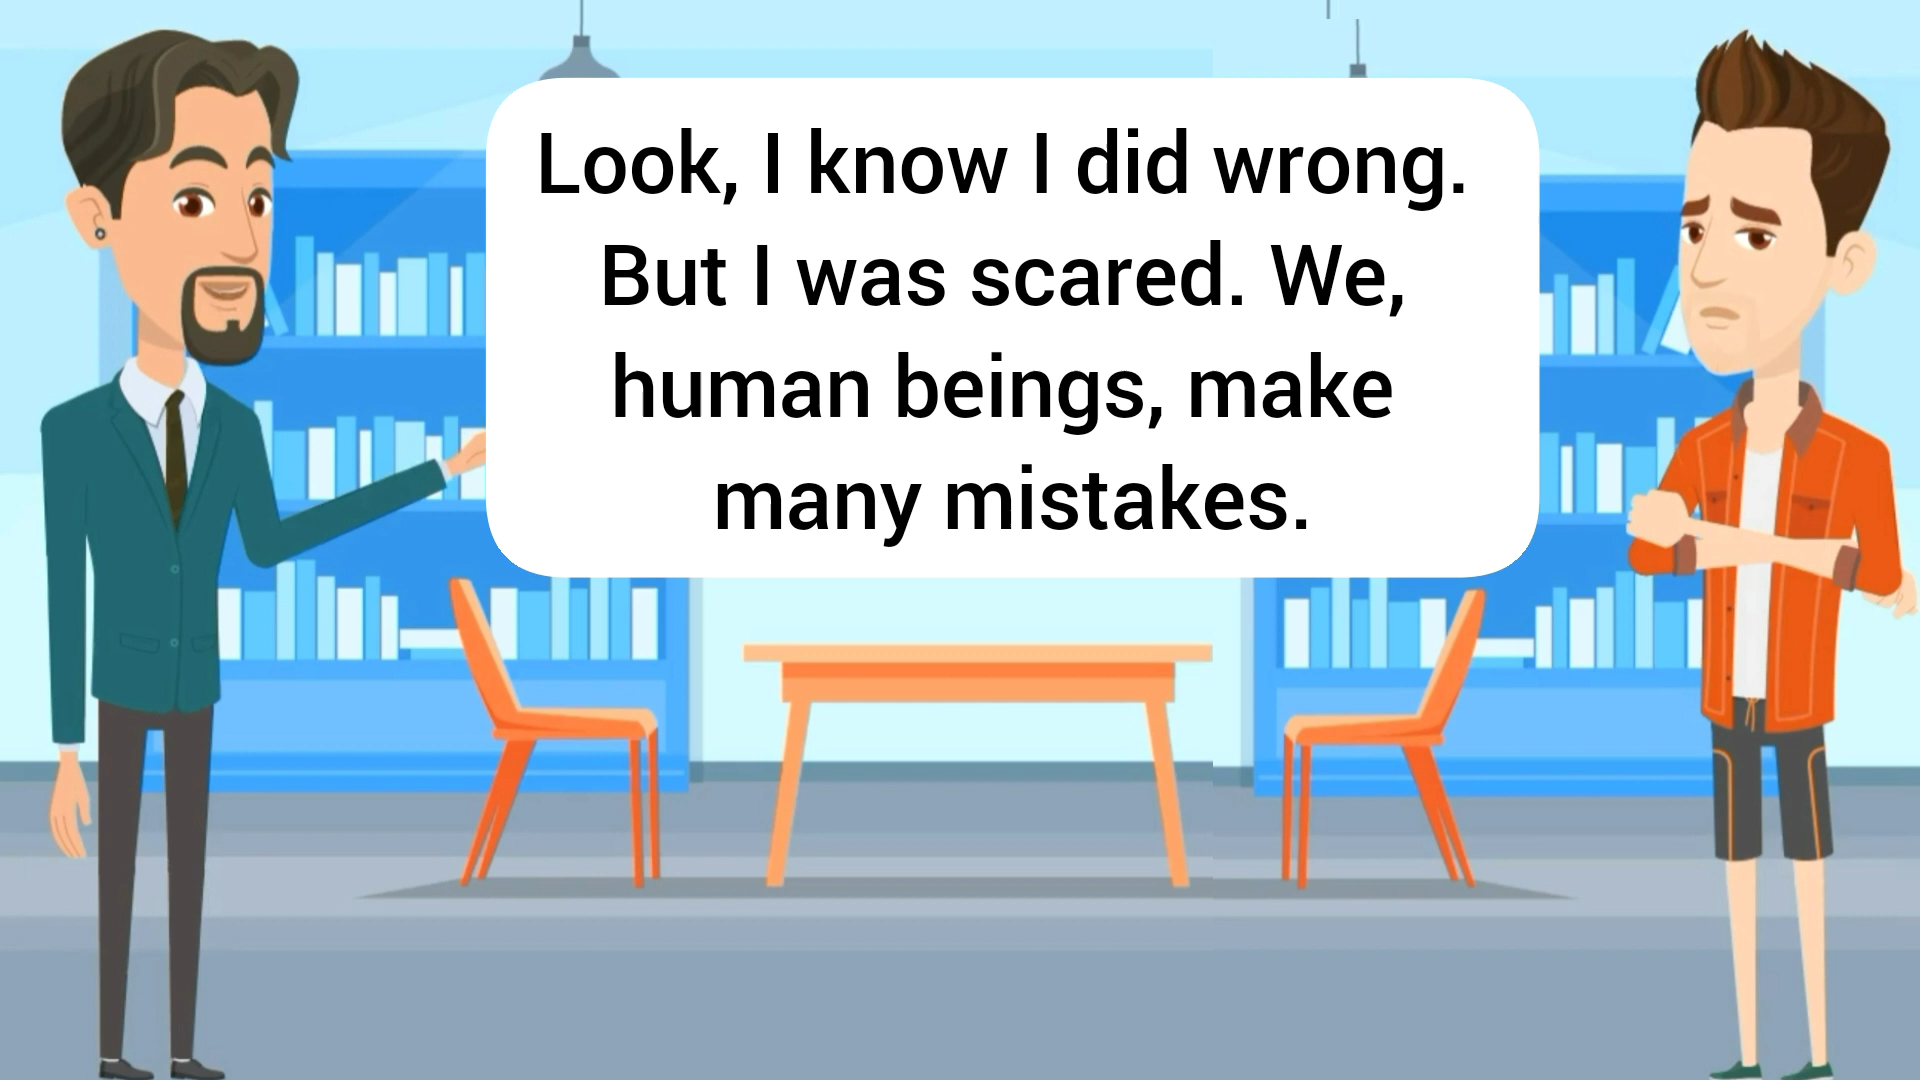 Look, I know I did wrong.
But I was scared. We,
human beings, make
many mistakes.